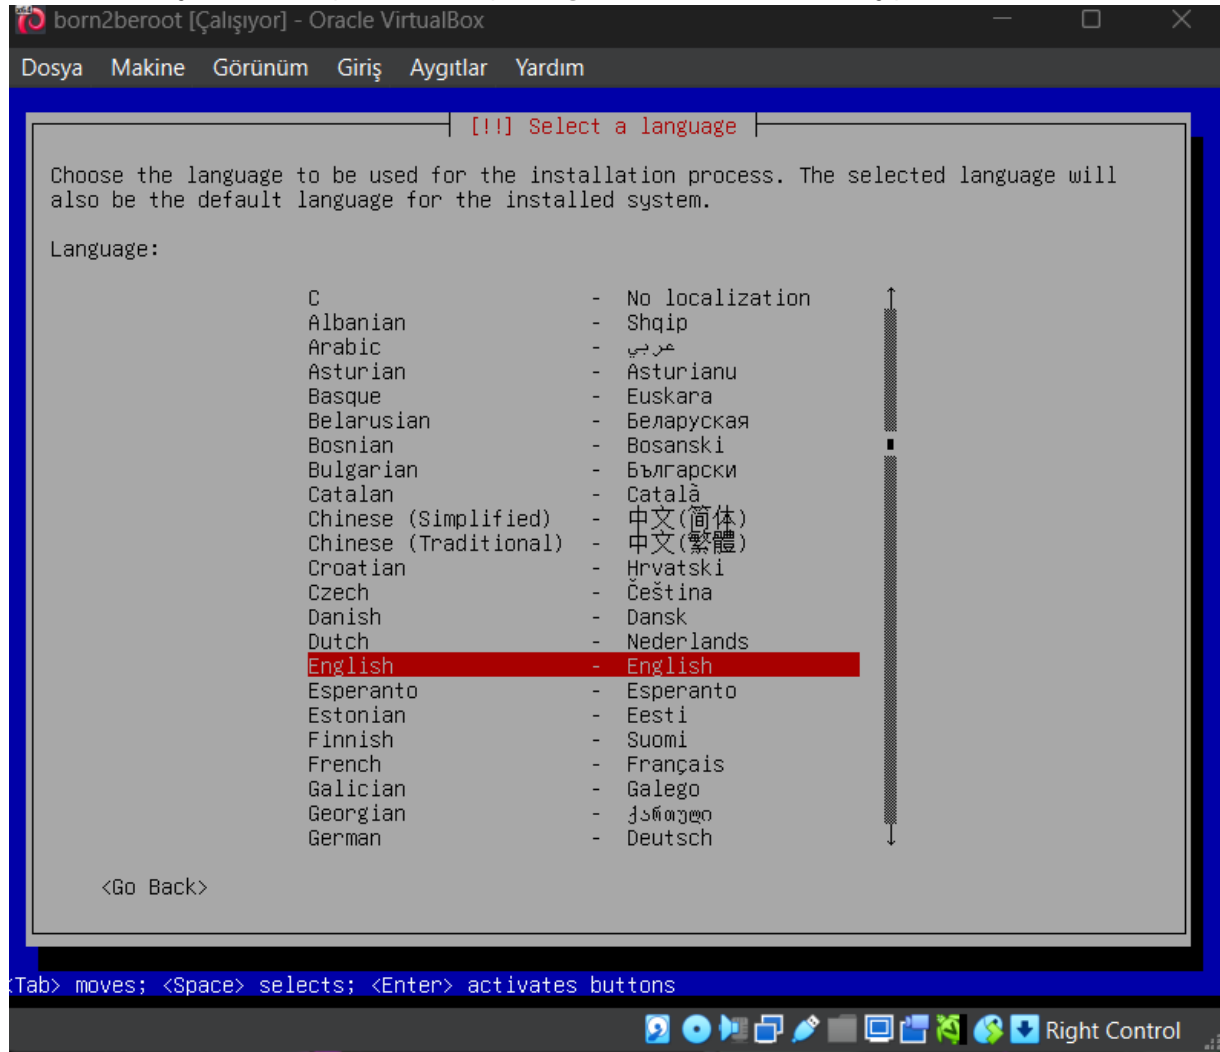 born2beroot [Çalışıyor] - Oracle VirtualBox
Dosya Makine Görünüm Giriş Aygıtlar Yardım
[!!] Select a language
Choose the language to be used for the installation process. The selected language will
also be the default language for the installed system.
Language:
C - No localization
Albanian - Shqip
Arabic - عربي
Asturian - Asturianu
Basque - Euskara
Belarusian - Беларуская
Bosnian - Bosanski
Bulgarian - Български
Catalan - Català
Chinese (Simplified) - 中文(简体)
Chinese (Traditional) - 中文(繁體)
Croatian - Hrvatski
Czech - Čeština
Danish - Dansk
Dutch - Nederlands
English - English
Esperanto - Esperanto
Estonian - Eesti
Finnish - Suomi
French - Français
Galician - Galego
Georgian - ქართული
German - Deutsch
<Go Back>
<Tab> moves; <Space> selects; <Enter> activates buttons
Right Control